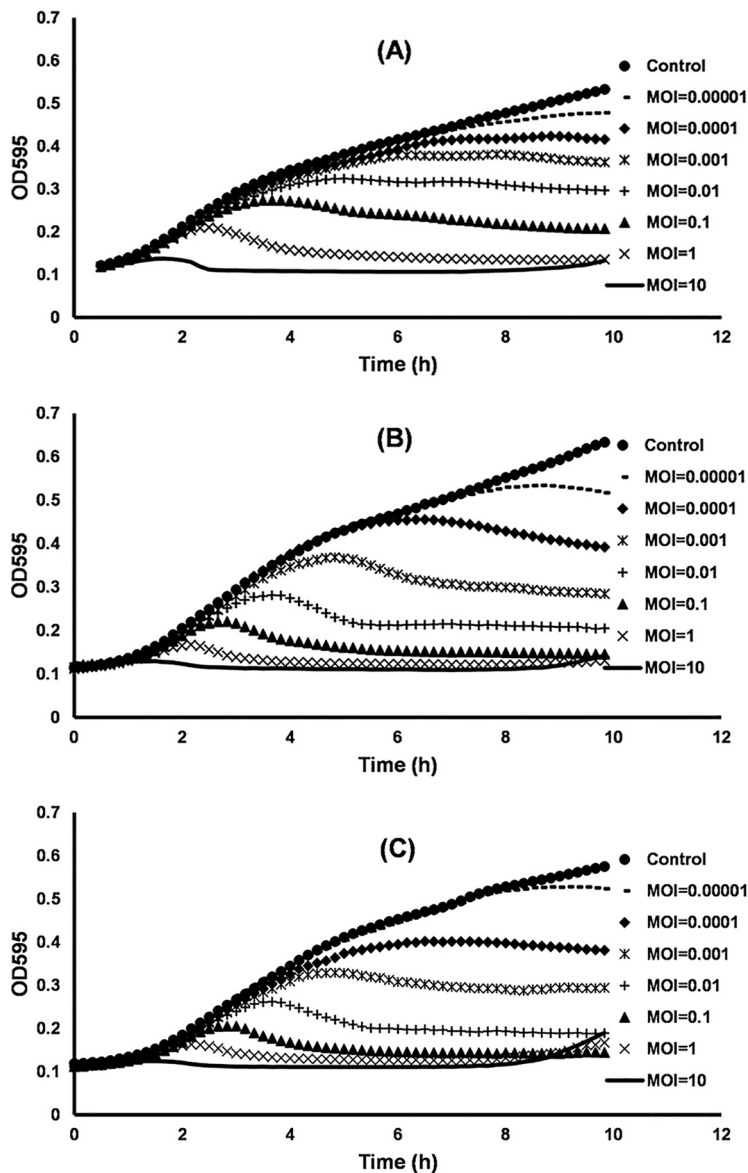 0.7
(A)
0.6
Control
0.5
MOI=0.00001
MOI=0.0001
0.4
MOI=0.001
OD595
0.3
MOI=0.01
MOI=0.1
0.2
MOI=1
0.1
MOI=10
0
0 2 4 6 8 10 12
Time (h)
0.7
(B)
0.6
Control
MOI=0.00001
0.5
MOI=0.0001
0.4
MOI=0.001
OD595
0.3
MOI=0.01
MOI=0.1
0.2
MOI=1
0.1
MOI=10
0
0 2 4 6 8 10 12
Time (h)
0.7
(C)
0.6
Control
MOI=0.00001
0.5
MOI=0.0001
0.4
MOI=0.001
OD595
0.3
MOI=0.01
MOI=0.1
0.2
MOI=1
0.1
MOI=10
0
0 2 4 6 8 10 12
Time (h)